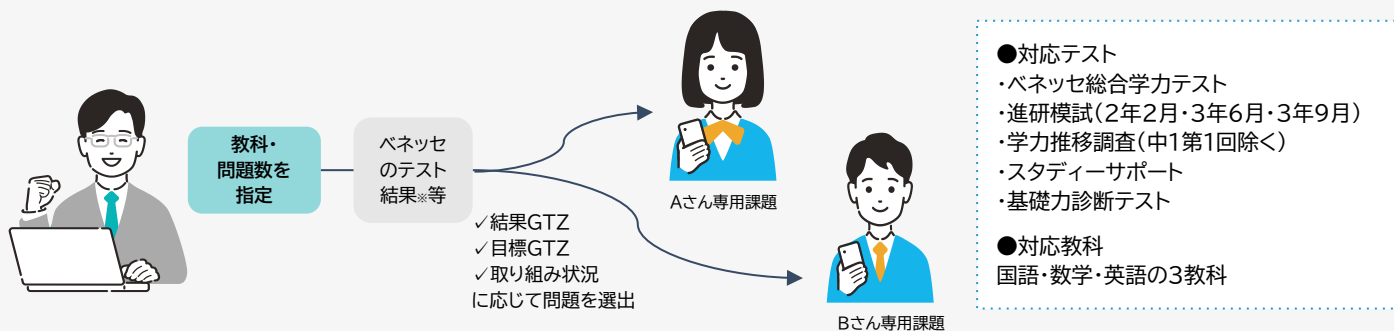 教科・
問題数を
指定
ベネッセ
のテスト
結果※等
✓結果GTZ
✓目標GTZ
✓取り組み状況
に応じて問題を選出
Aさん専用課題
Bさん専用課題
●対応テスト
・ベネッセ総合学力テスト
・進研模試(2年2月・3年6月・3年9月)
・学力推移調査(中1第1回除く)
・スタディーサポート
・基礎力診断テスト
●対応教科
国語・数学・英語の3教科